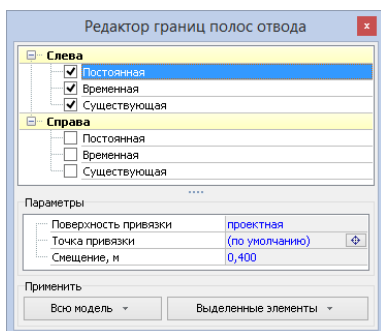 Редактор границ полос отвода
Слева
Постоянная
Временная
Существующая
Справа
Постоянная
Временная
Существующая
Параметры
Поверхность привязки проектная
Точка привязки (по умолчанию)
Смещение, м 0,400
Применить
Всю модель Выделенные элементы